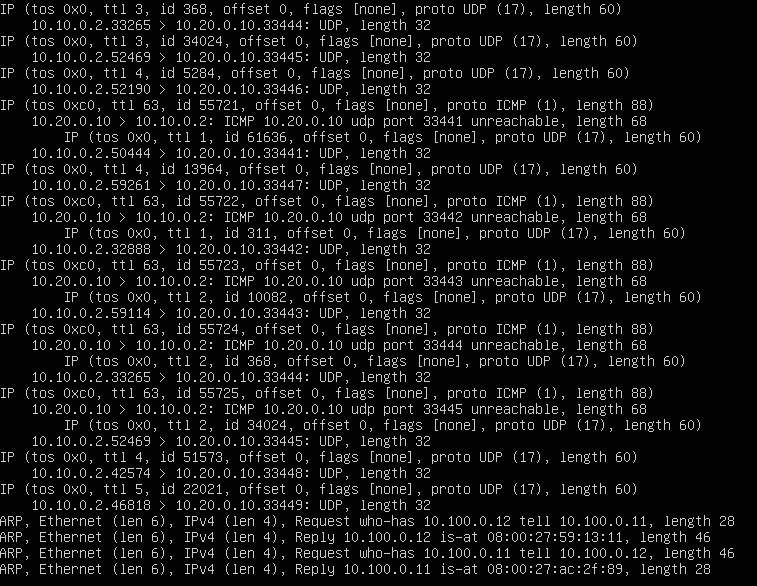 IP (tos 0x0, ttl 3, id 368, offset 0, flags [none], proto UDP (17), length 60)
10.10.0.2.33265 > 10.20.0.10.33444: UDP, length 32
IP (tos 0x0, ttl 3, id 34024, offset 0, flags [none], proto UDP (17), length 60)
10.10.0.2.52469 > 10.20.0.10.33445: UDP, length 32
IP (tos 0x0, ttl 4, id 5284, offset 0, flags [none], proto UDP (17), length 60)
10.10.0.2.52190 > 10.20.0.10.33446: UDP, length 32
IP (tos 0xc0, ttl 63, id 55721, offset 0, flags [none], proto ICMP (1), length 88)
10.20.0.10 > 10.10.0.2: ICMP 10.20.0.10 udp port 33441 unreachable, length 68
IP (tos 0x0, ttl 1, id 61636, offset 0, flags [none], proto UDP (17), length 60)
10.10.0.2.50444 > 10.20.0.10.33441: UDP, length 32
IP (tos 0x0, ttl 4, id 13964, offset 0, flags [none], proto UDP (17), length 60)
10.10.0.2.59261 > 10.20.0.10.33447: UDP, length 32
IP (tos 0xc0, ttl 63, id 55722, offset 0, flags [none], proto ICMP (1), length 88)
10.20.0.10 > 10.10.0.2: ICMP 10.20.0.10 udp port 33442 unreachable, length 68
IP (tos 0x0, ttl 1, id 311, offset 0, flags [none], proto UDP (17), length 60)
10.10.0.2.32888 > 10.20.0.10.33442: UDP, length 32
IP (tos 0xc0, ttl 63, id 55723, offset 0, flags [none], proto ICMP (1), length 88)
10.20.0.10 > 10.10.0.2: ICMP 10.20.0.10 udp port 33443 unreachable, length 68
IP (tos 0x0, ttl 2, id 10082, offset 0, flags [none], proto UDP (17), length 60)
10.10.0.2.59114 > 10.20.0.10.33443: UDP, length 32
IP (tos 0xc0, ttl 63, id 55724, offset 0, flags [none], proto ICMP (1), length 88)
10.20.0.10 > 10.10.0.2: ICMP 10.20.0.10 udp port 33444 unreachable, length 68
IP (tos 0x0, ttl 2, id 368, offset 0, flags [none], proto UDP (17), length 60)
10.10.0.2.33265 > 10.20.0.10.33444: UDP, length 32
IP (tos 0xc0, ttl 63, id 55725, offset 0, flags [none], proto ICMP (1), length 88)
10.20.0.10 > 10.10.0.2: ICMP 10.20.0.10 udp port 33445 unreachable, length 68
IP (tos 0x0, ttl 2, id 34024, offset 0, flags [none], proto UDP (17), length 60)
10.10.0.2.52469 > 10.20.0.10.33445: UDP, length 32
IP (tos 0x0, ttl 4, id 51573, offset 0, flags [none], proto UDP (17), length 60)
10.10.0.2.42574 > 10.20.0.10.33448: UDP, length 32
IP (tos 0x0, ttl 5, id 22021, offset 0, flags [none], proto UDP (17), length 60)
10.10.0.2.46818 > 10.20.0.10.33449: UDP, length 32
ARP, Ethernet (len 6), IPv4 (len 4), Request who-has 10.100.0.12 tell 10.100.0.11, length 28
ARP, Ethernet (len 6), IPv4 (len 4), Reply 10.100.0.12 is-at 08:00:27:59:13:11, length 46
ARP, Ethernet (len 6), IPv4 (len 4), Request who-has 10.100.0.11 tell 10.100.0.12, length 46
ARP, Ethernet (len 6), IPv4 (len 4), Reply 10.100.0.11 is-at 08:00:27:ac:2f:89, length 28